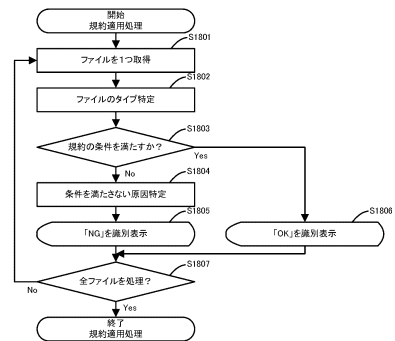 開始
規約適用処理
S1801
ファイルを1つ取得
S1802
ファイルのタイプ特定
S1803
規約の条件を満たすか？
Yes
No
S1804
条件を満たさない原因特定
S1805
「NG」を識別表示
S1806
「OK」を識別表示
S1807
全ファイルを処理？
No
Yes
終了
規約適用処理